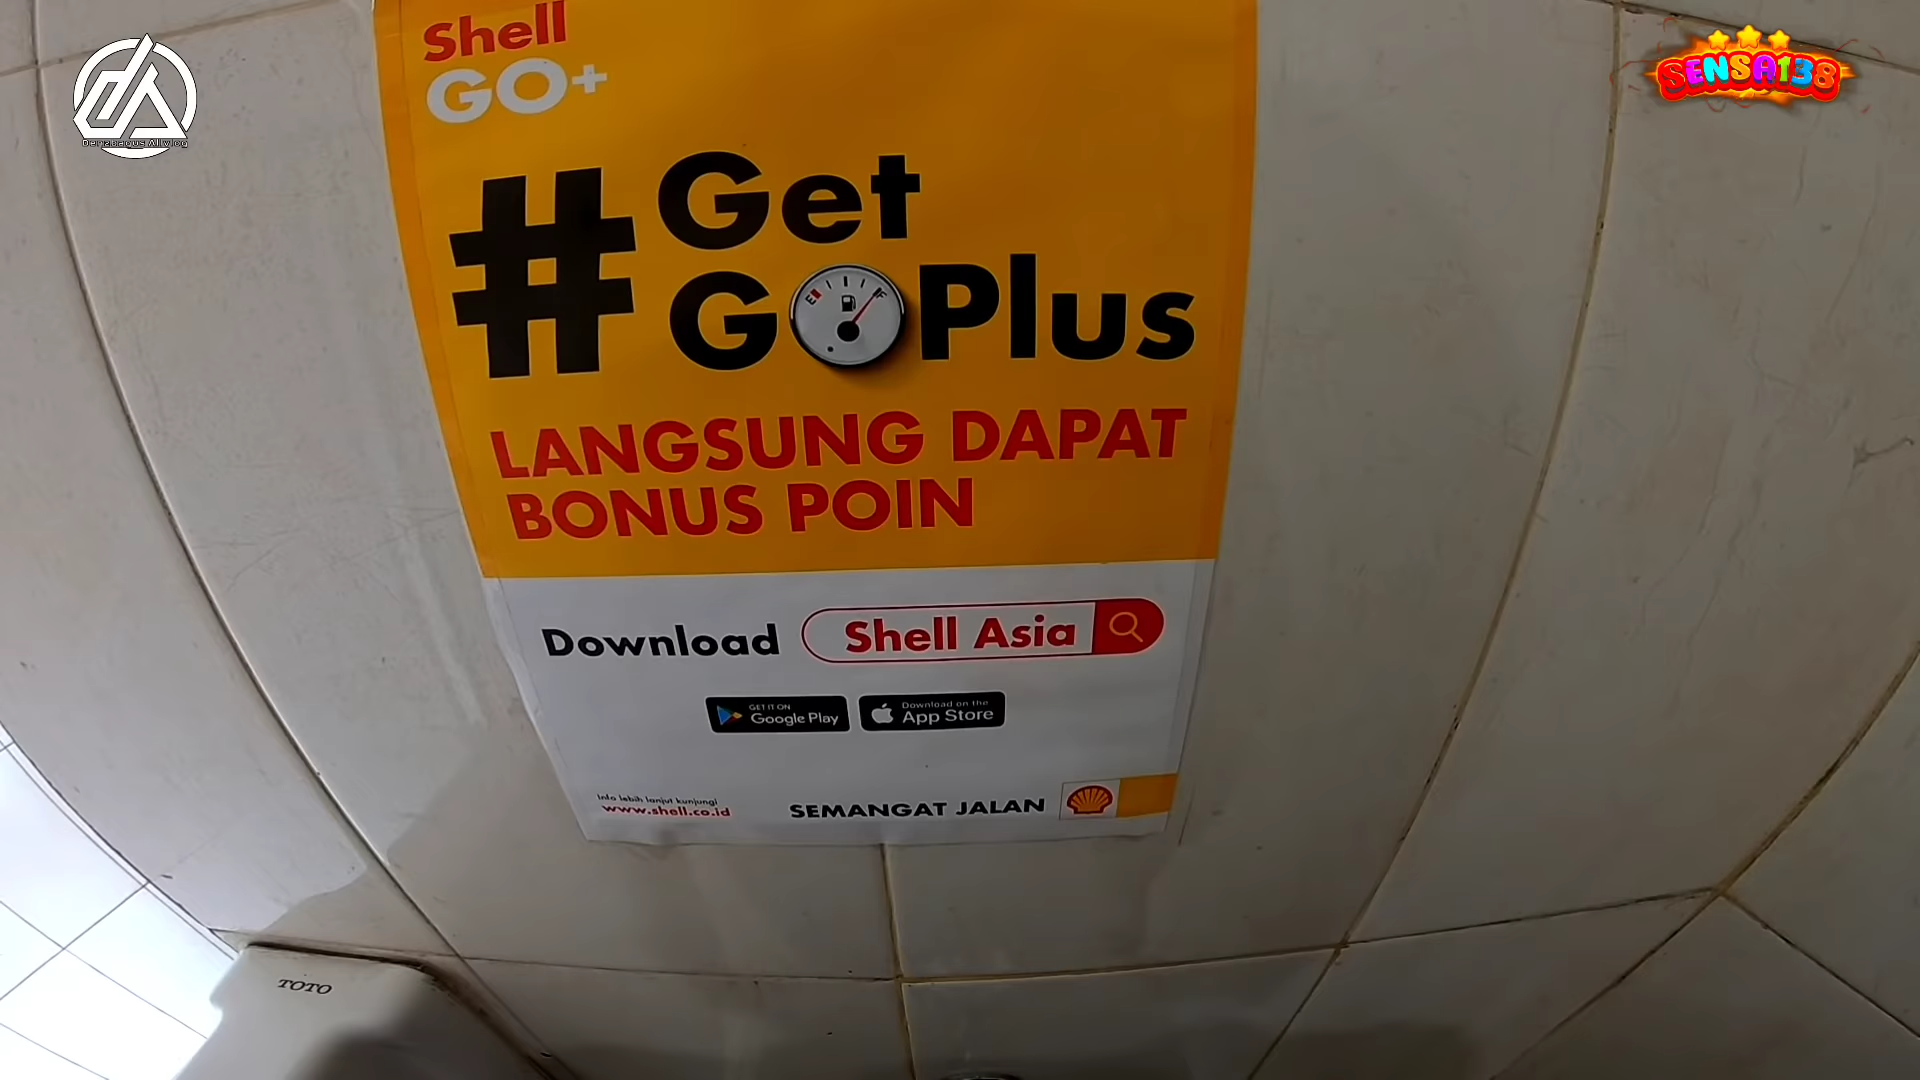 Shell
GO+
#Get
GOPlus
LANGSUNG DAPAT
BONUS POIN
Download Shell Asia
GET IT ON
Google Play
Download on the
App Store
Info lebih lanjut kunjungi
www.shell.co.id
SEMANGAT JALAN
TOTO
SENSA138